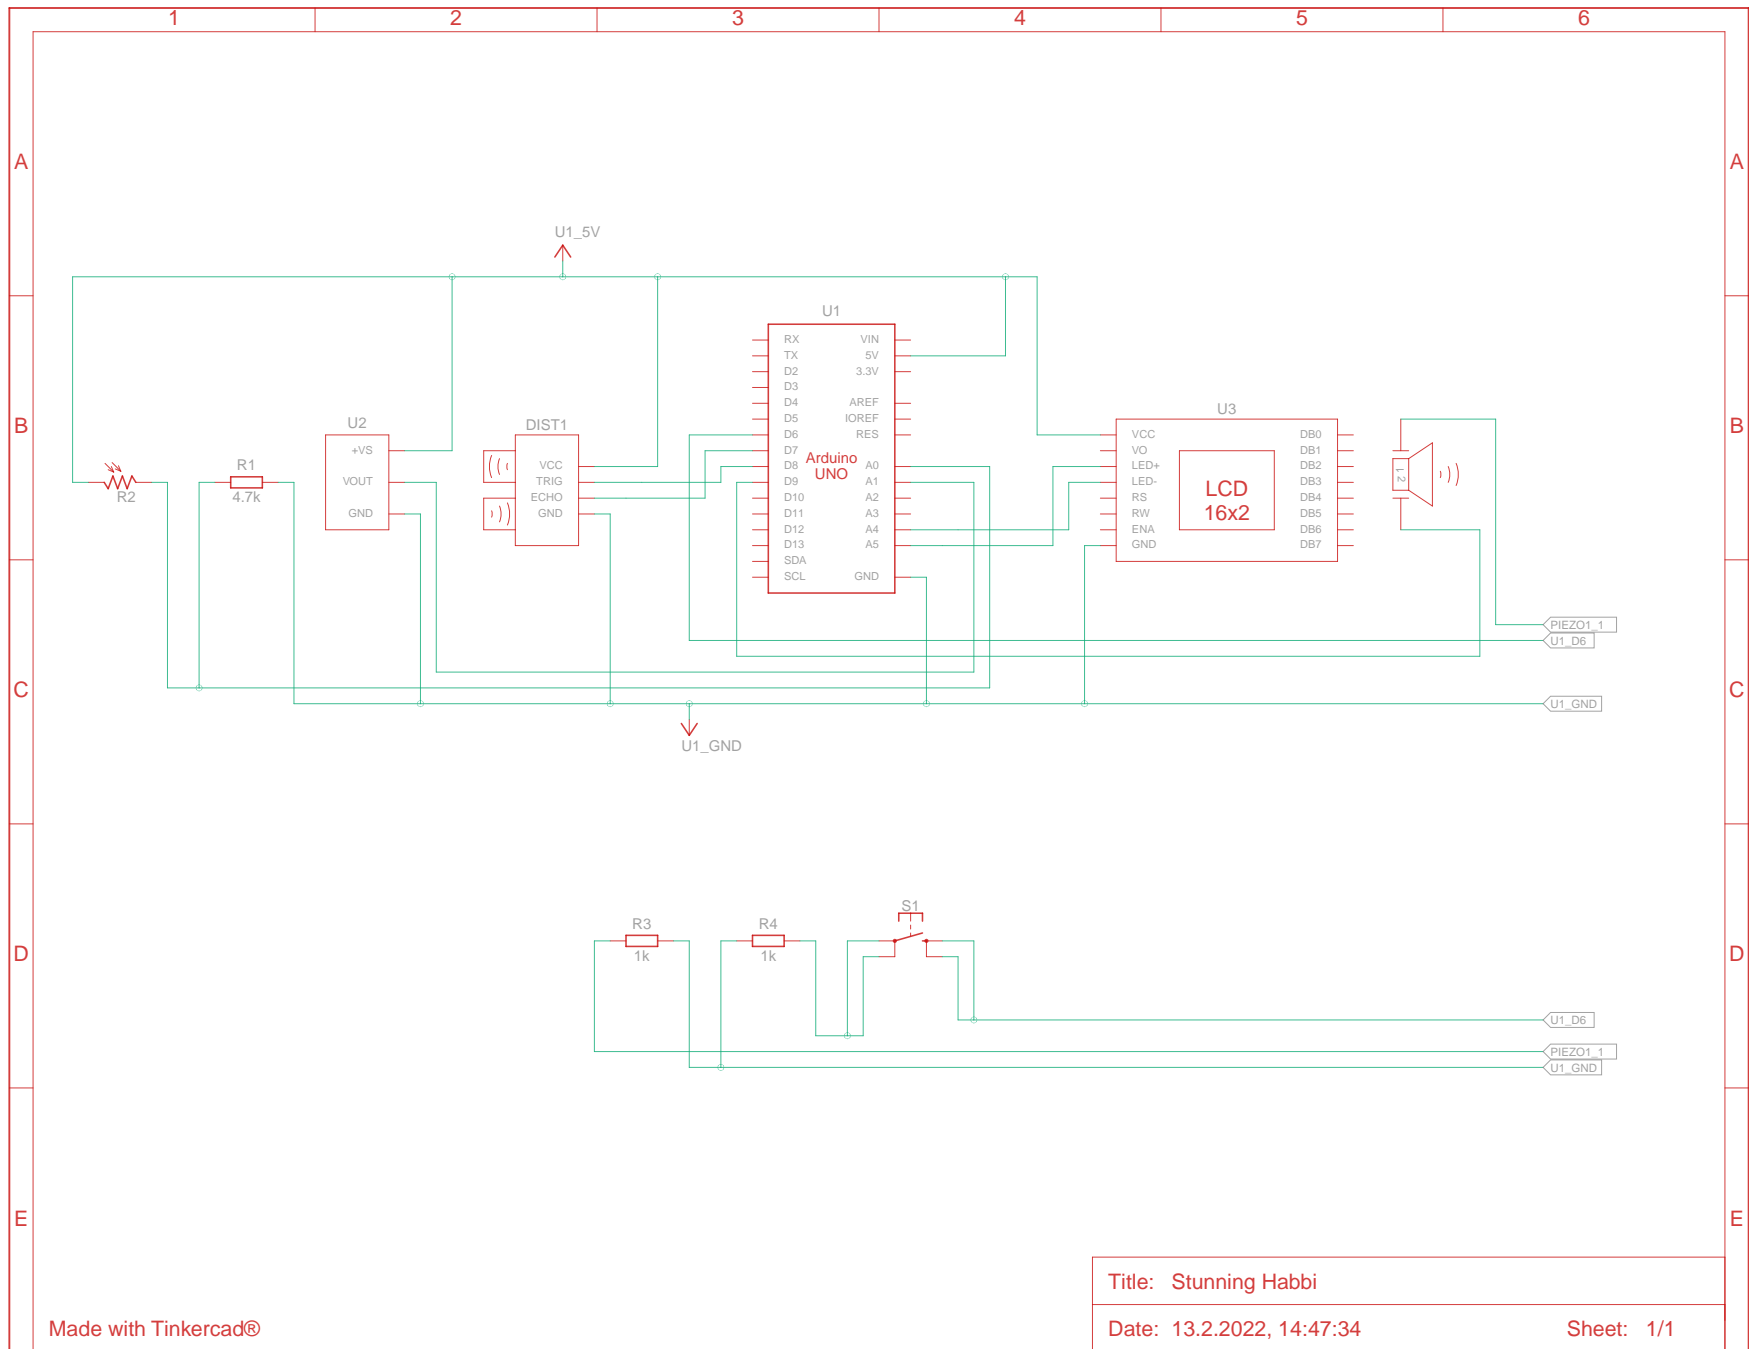 1 2 3 4 5 6
A A
U1_5V
U1
RX VIN
TX 5V
D2 3.3V
D3
D4 AREF
D5 IOREF
D6 RES
D7
D8 A0
D9 A1
D10 A2
D11 A3
D12 A4
D13 A5
SDA
SCL GND
Arduino
UNO
B B
U2
+VS
VOUT
GND
DIST1
VCC
TRIG
ECHO
GND
R1
4.7k
R2
U3
VCC DB0
VO DB1
LED+ DB2
LED- DB3
RS DB4
RW DB5
ENA DB6
GND DB7
LCD
16x2
1 2
PIEZO1_1
U1_D6
C C
U1_GND
U1_GND
D D
R3
1k
R4
1k
S1
U1_D6
PIEZO1_1
U1_GND
E E
Title: Stunning Habbi
Made with Tinkercad®
Date: 13.2.2022, 14:47:34 Sheet: 1/1